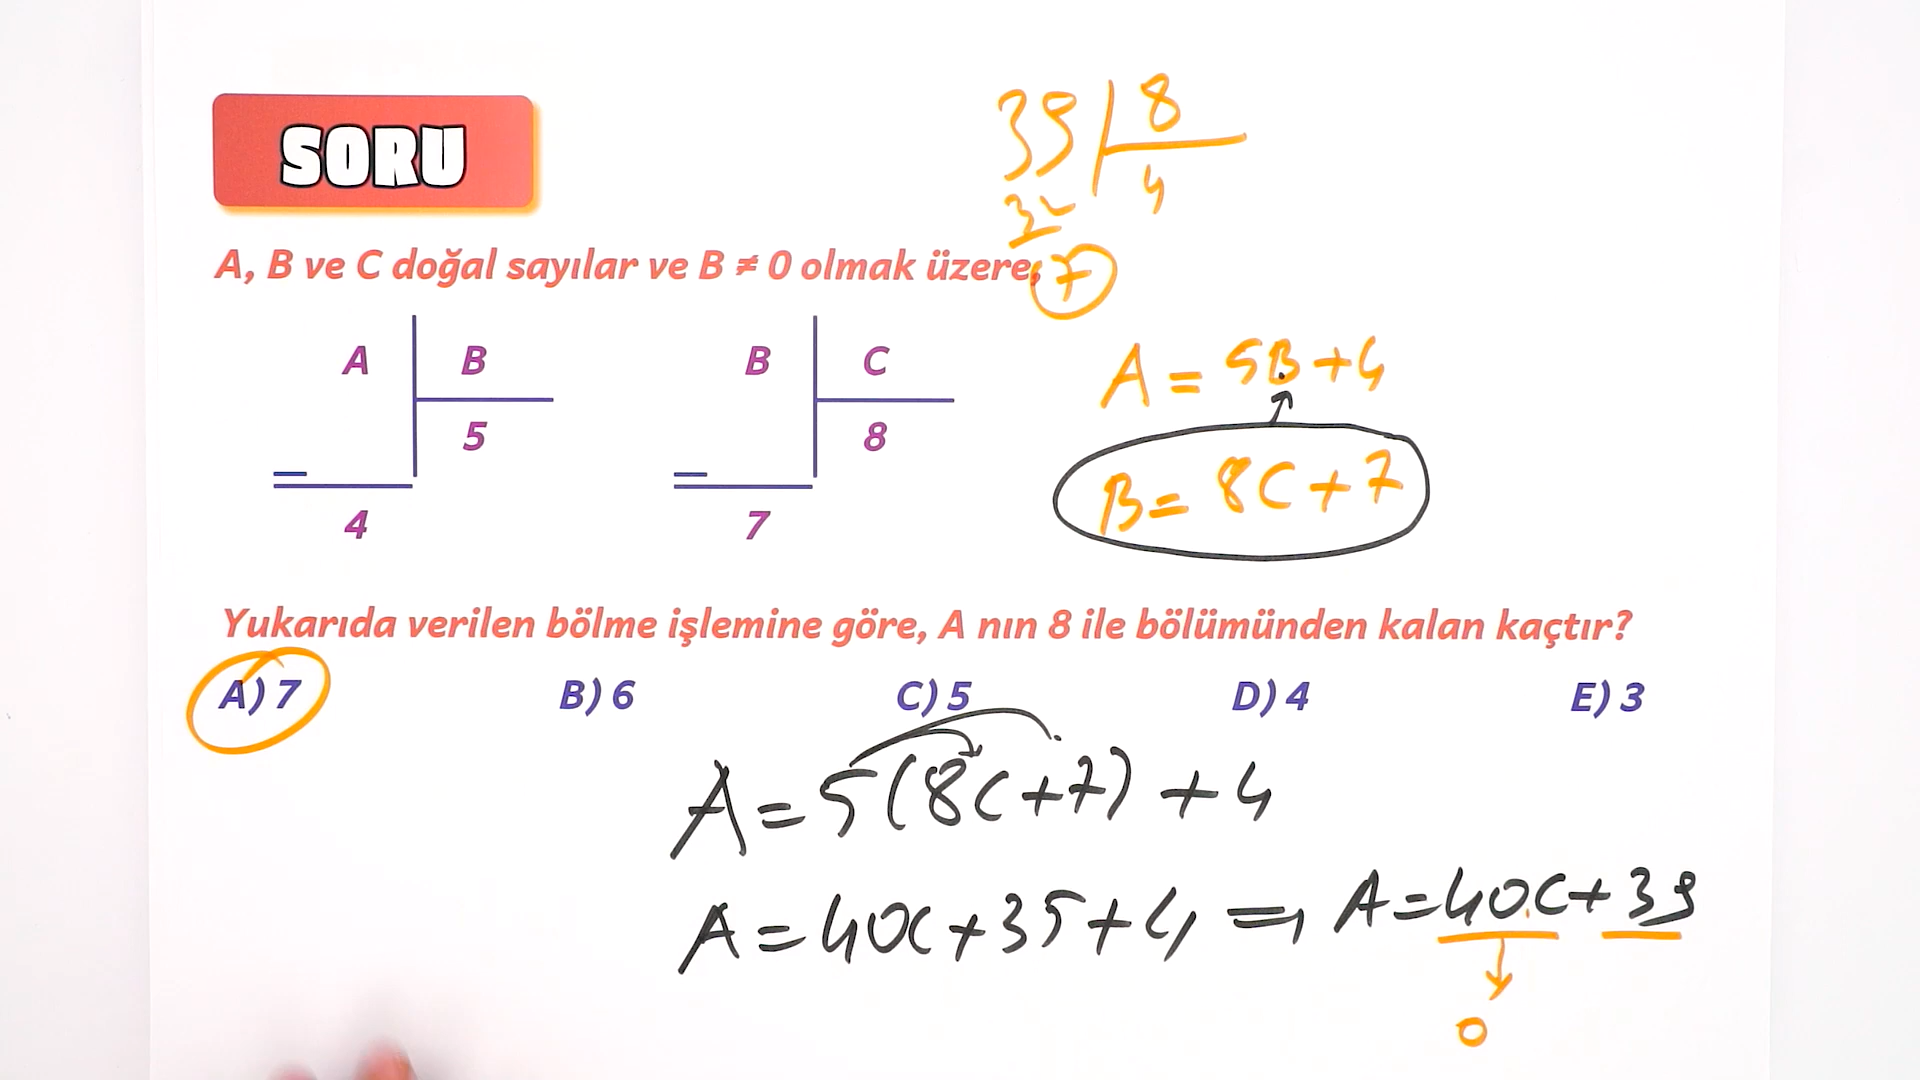 SORU
39 8
4
32
7
A, B ve C doğal sayılar ve B ≠ 0 olmak üzere,
A B
5
4
B C
8
7
A = 5B + 4
B = 8C + 7
Yukarıda verilen bölme işlemine göre, A nın 8 ile bölümünden kalan kaçtır?
A) 7 B) 6 C) 5 D) 4 E) 3
A = 5(8C + 7) + 4
A = 40C + 35 + 4 ⇒ A = 40C + 39
0